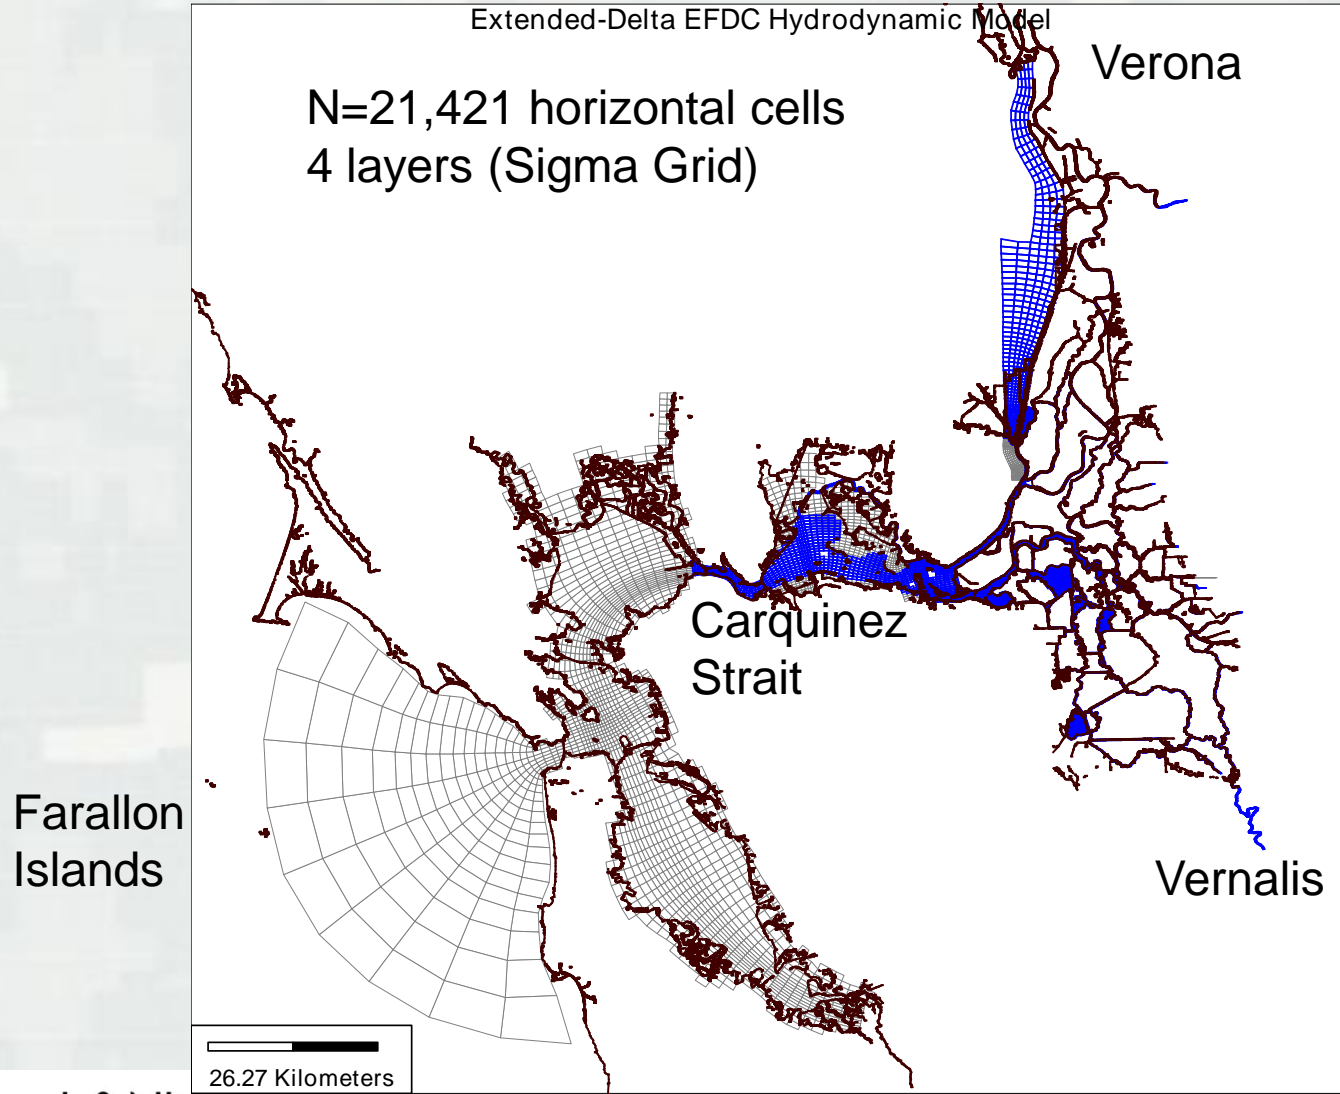 Extended-Delta EFDC Hydrodynamic Model
Verona
N=21,421 horizontal cells
4 layers (Sigma Grid)
Carquinez
Strait
Farallon
Islands
Vernalis
26.27 Kilometers